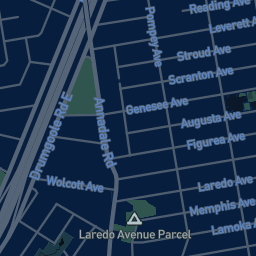 Reading Ave
Leverett Ave
Pompey Ave
Stroud Ave
Scranton Ave
Genesee Ave
Augusta Ave
Figurea Ave
Drumgoole Rd E
Annadale Rd
Wolcott Ave
Laredo Ave
Memphis Ave
Lamoka Ave
Laredo Avenue Parcel